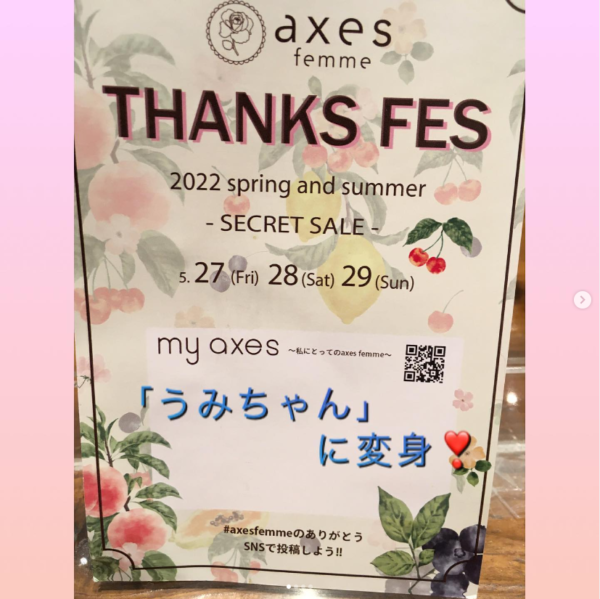 axes
femme
THANKS FES
2022 spring and summer
- SECRET SALE -
5. 27 (Fri) 28 (Sat) 29 (Sun)
my axes ～私にとってのaxes femme～
「うみちゃん」
に変身❣
#axesfemmeのありがとう
SNSで投稿しよう!!